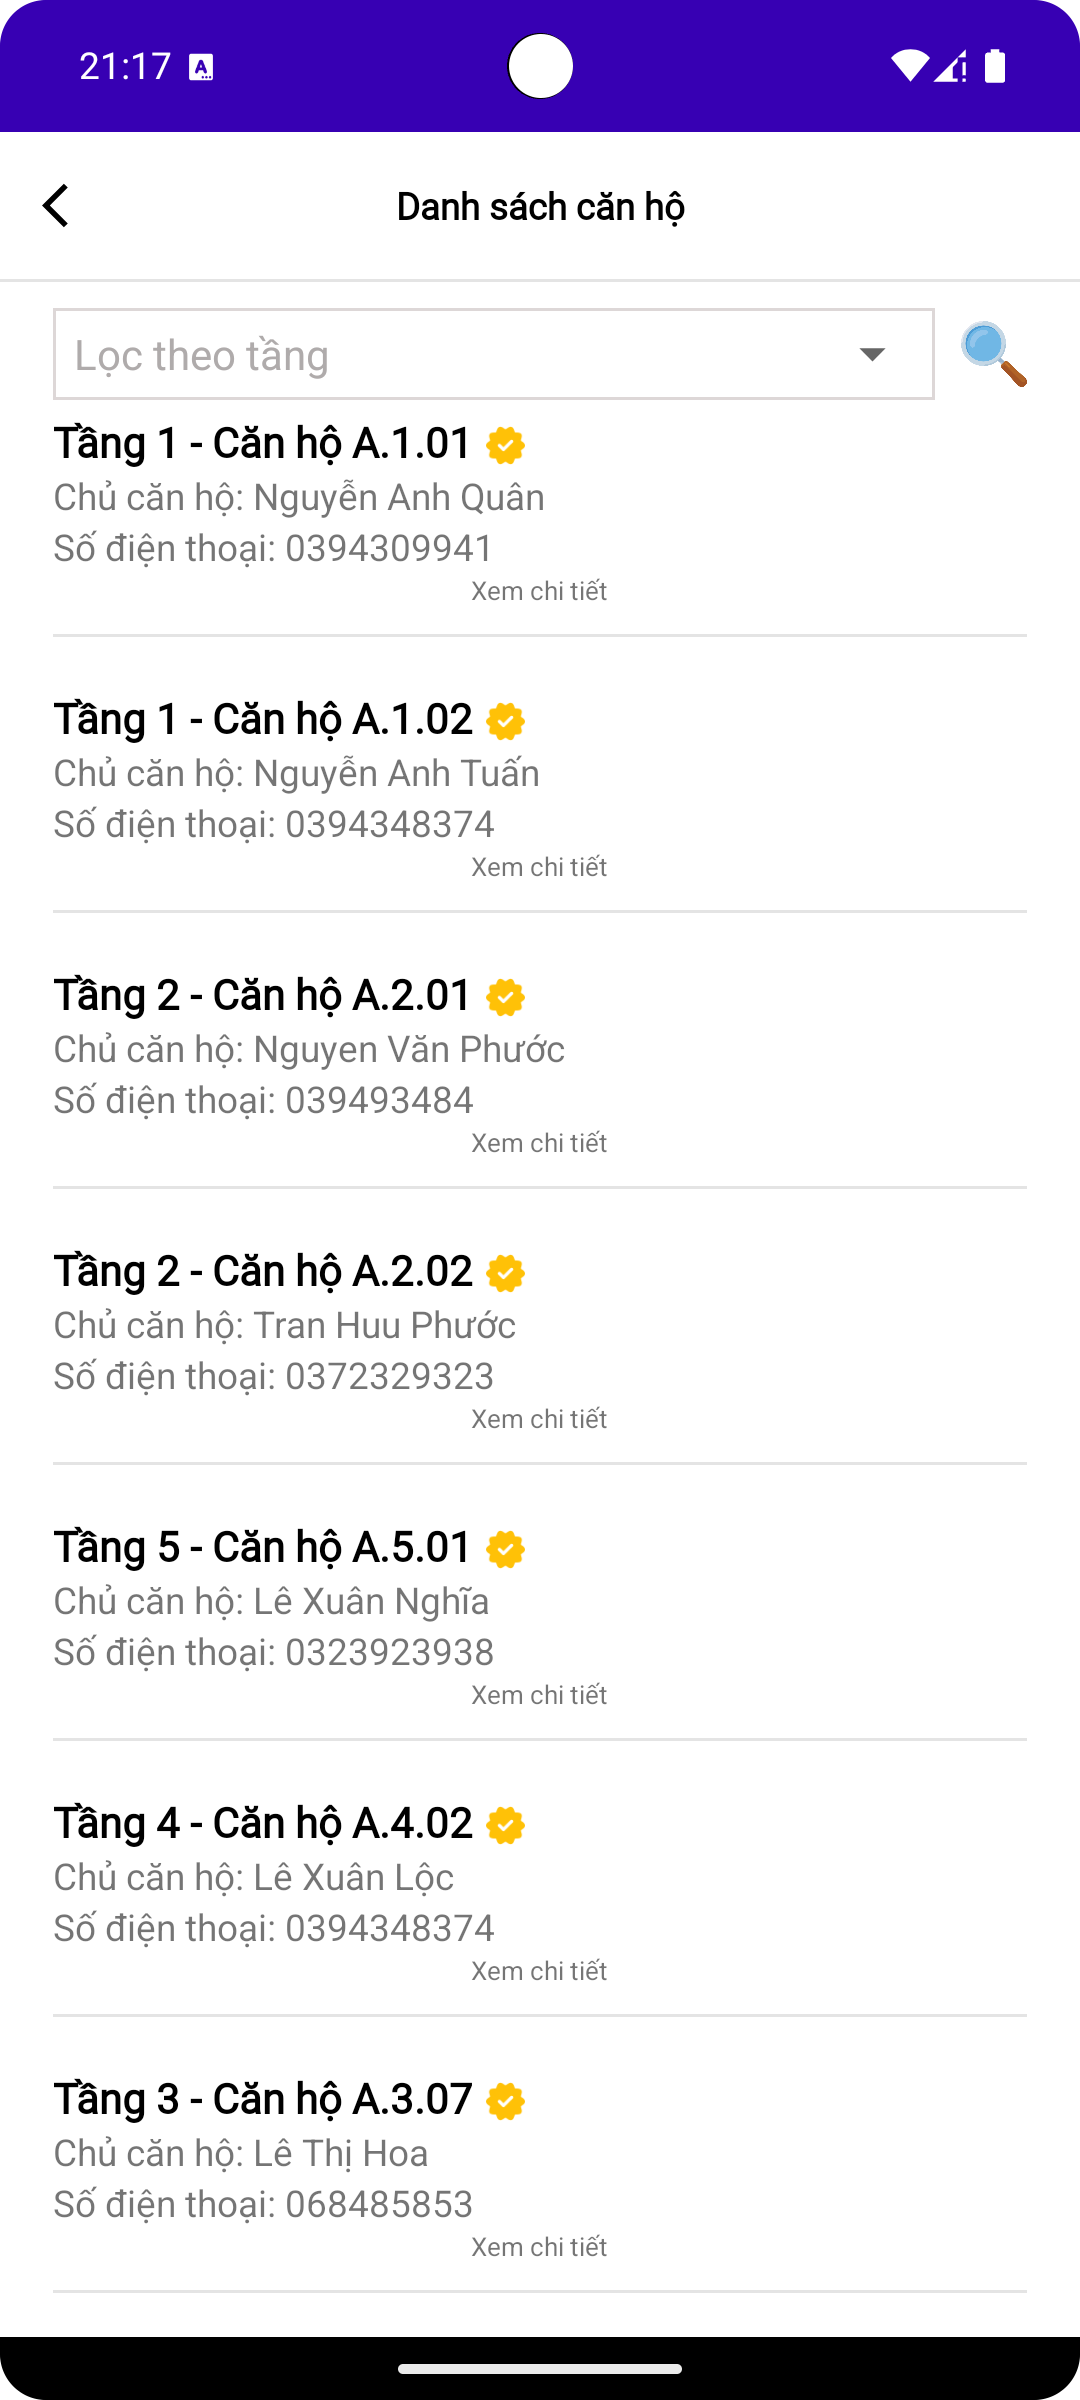 21:17
Danh sách căn hộ
Lọc theo tầng
Tầng 1 - Căn hộ A.1.01
Chủ căn hộ: Nguyễn Anh Quân
Số điện thoại: 0394309941
Xem chi tiết
Tầng 1 - Căn hộ A.1.02
Chủ căn hộ: Nguyễn Anh Tuấn
Số điện thoại: 0394348374
Xem chi tiết
Tầng 2 - Căn hộ A.2.01
Chủ căn hộ: Nguyen Văn Phước
Số điện thoại: 039493484
Xem chi tiết
Tầng 2 - Căn hộ A.2.02
Chủ căn hộ: Tran Huu Phước
Số điện thoại: 0372329323
Xem chi tiết
Tầng 5 - Căn hộ A.5.01
Chủ căn hộ: Lê Xuân Nghĩa
Số điện thoại: 0323923938
Xem chi tiết
Tầng 4 - Căn hộ A.4.02
Chủ căn hộ: Lê Xuân Lộc
Số điện thoại: 0394348374
Xem chi tiết
Tầng 3 - Căn hộ A.3.07
Chủ căn hộ: Lê Thị Hoa
Số điện thoại: 068485853
Xem chi tiết